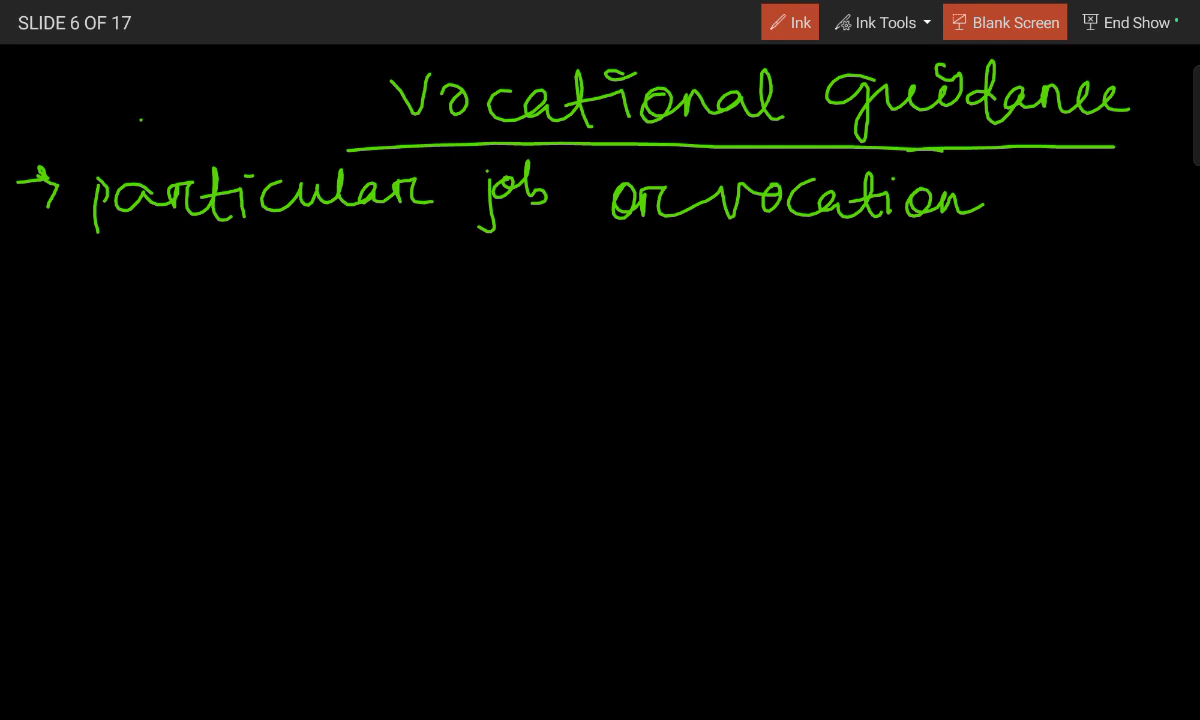 SLIDE 6 OF 17 Ink Ink Tools Blank Screen End Show
Vocational guidance
→ particular job or vocation